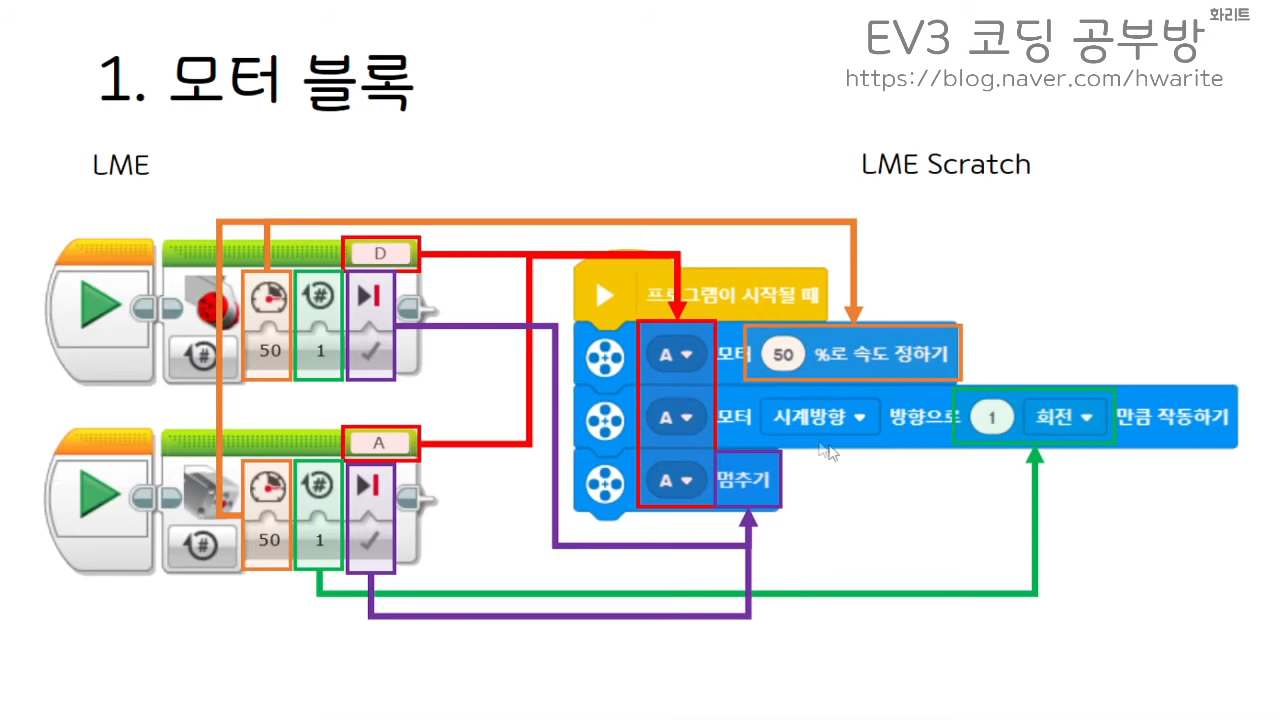 화리트
EV3 코딩 공부방
https://blog.naver.com/hwarite
1. 모터 블록
LME
LME Scratch
D
#
50
1
#
A
#
50
1
#
프로그램이 시작될 때
A 모터 50 %로 속도 정하기
A 모터 시계방향 방향으로 1 회전 만큼 작동하기
A 멈추기